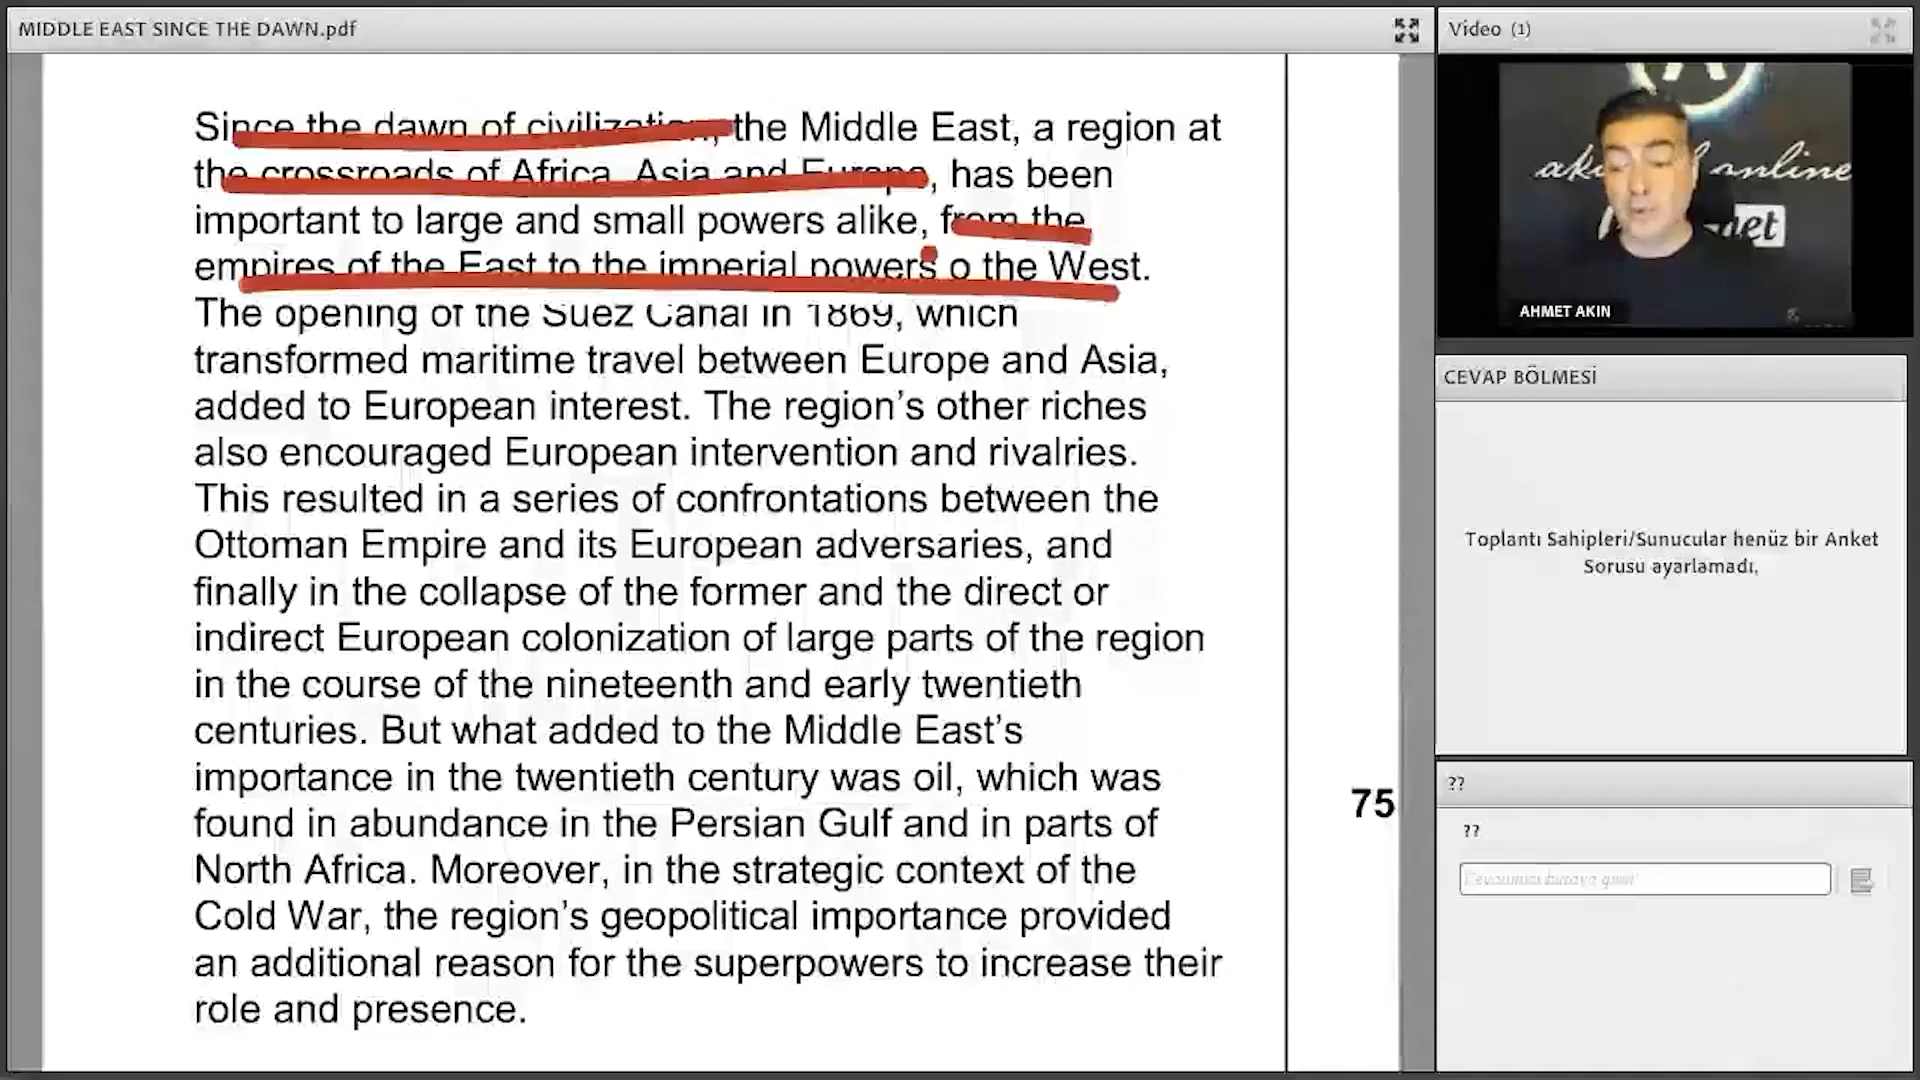 MIDDLE EAST SINCE THE DAWN.pdf
Since the dawn of civilization, the Middle East, a region at
the crossroads of Africa, Asia and Europe, has been
important to large and small powers alike, from the
empires of the East to the imperial powers o the West.
The opening of the Suez Canal in 1869, which
transformed maritime travel between Europe and Asia,
added to European interest. The region’s other riches
also encouraged European intervention and rivalries.
This resulted in a series of confrontations between the
Ottoman Empire and its European adversaries, and
finally in the collapse of the former and the direct or
indirect European colonization of large parts of the region
in the course of the nineteenth and early twentieth
centuries. But what added to the Middle East’s
importance in the twentieth century was oil, which was
found in abundance in the Persian Gulf and in parts of
North Africa. Moreover, in the strategic context of the
Cold War, the region’s geopolitical importance provided
an additional reason for the superpowers to increase their
role and presence.
75
Video (1)
online
AHMET AKIN
CEVAP BÖLMESİ
Toplantı Sahipleri/Sunucular henüz bir Anket
Sorusu ayarlamadı.
??
??
Cevabınızı buraya girin